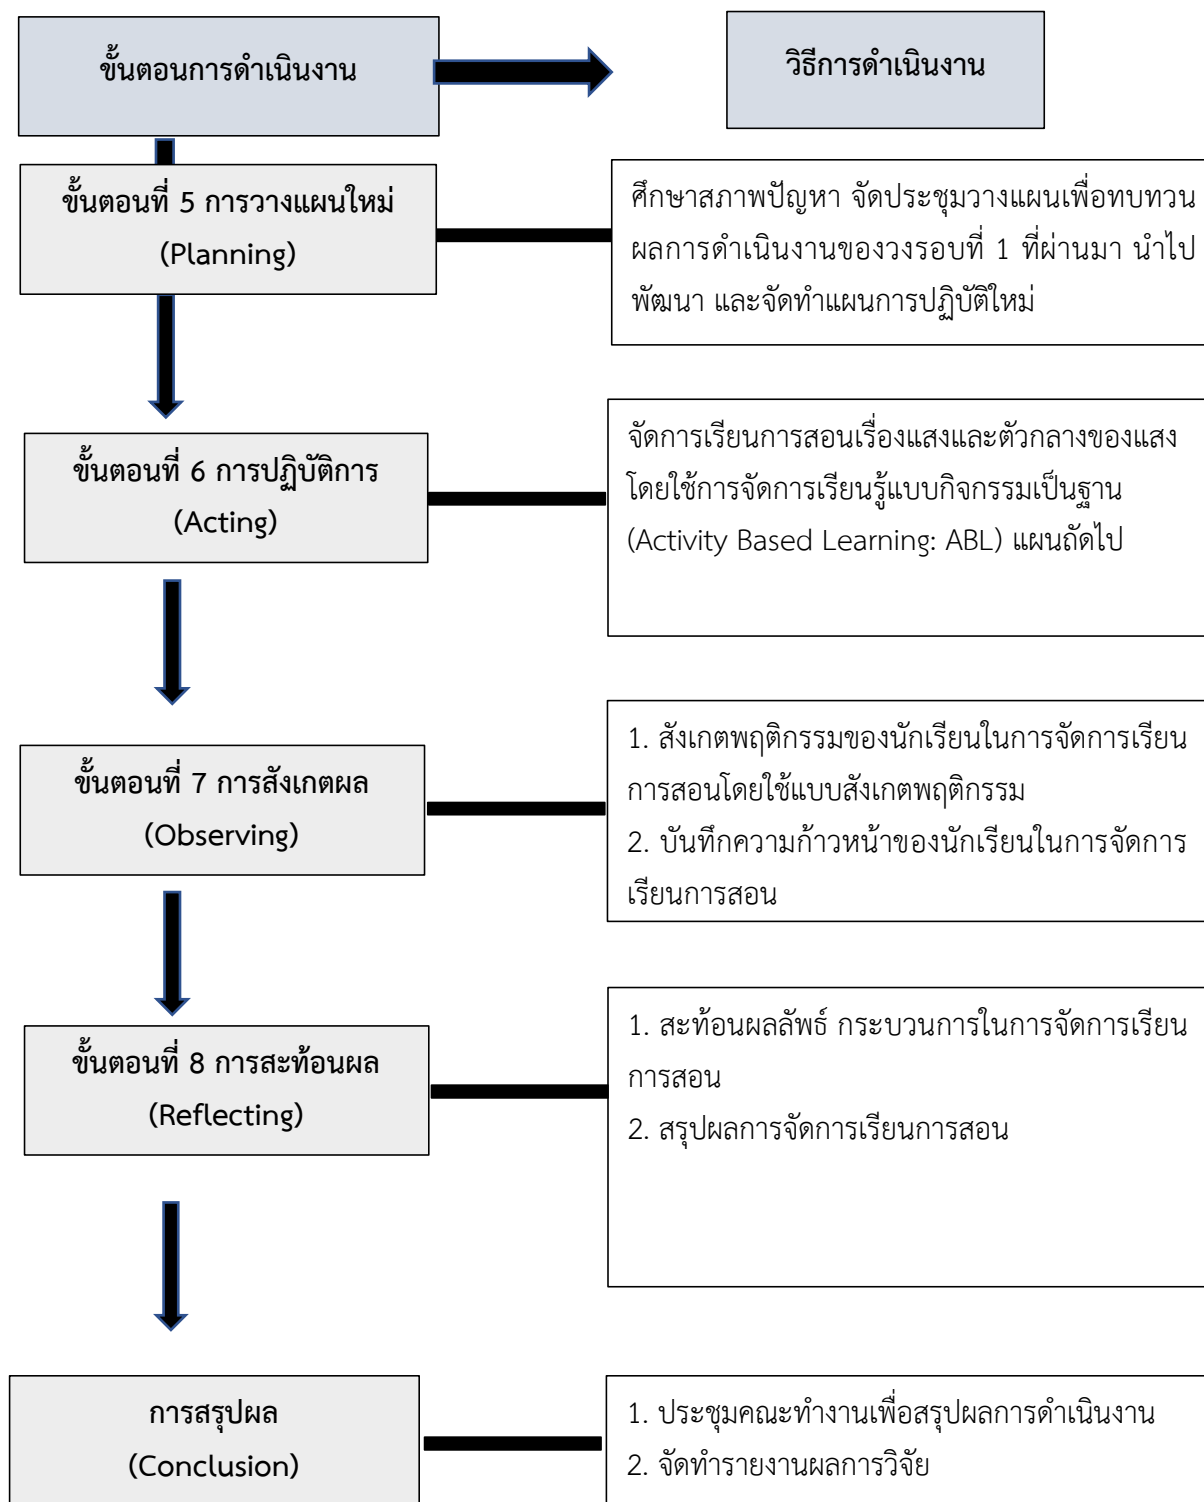 ขั้นตอนการดำเนินงาน
วิธีการดำเนินงาน
ขั้นตอนที่ 5 การวางแผนใหม่
(Planning)
ศึกษาสภาพปัญหา จัดประชุมวางแผนเพื่อทบทวน
ผลการดำเนินงานของวงรอบที่ 1 ที่ผ่านมา นำไป
พัฒนา และจัดทำแผนการปฏิบัติใหม่
ขั้นตอนที่ 6 การปฏิบัติการ
(Acting)
จัดการเรียนการสอนเรื่องแสงและตัวกลางของแสง
โดยใช้การจัดการเรียนรู้แบบกิจกรรมเป็นฐาน
(Activity Based Learning: ABL) แผนถัดไป
ขั้นตอนที่ 7 การสังเกตผล
(Observing)
1. สังเกตพฤติกรรมของนักเรียนในการจัดการเรียน
การสอนโดยใช้แบบสังเกตพฤติกรรม
2. บันทึกความก้าวหน้าของนักเรียนในการจัดการ
เรียนการสอน
ขั้นตอนที่ 8 การสะท้อนผล
(Reflecting)
1. สะท้อนผลลัพธ์ กระบวนการในการจัดการเรียน
การสอน
2. สรุปผลการจัดการเรียนการสอน
การสรุปผล
(Conclusion)
1. ประชุมคณะทำงานเพื่อสรุปผลการดำเนินงาน
2. จัดทำรายงานผลการวิจัย